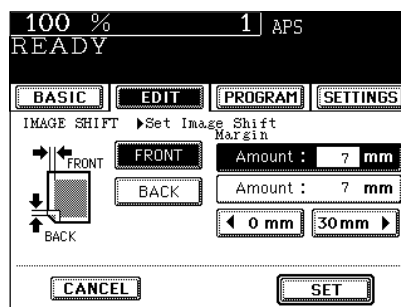 100 % 1 APS
READY
BASIC EDIT PROGRAM SETTINGS
IMAGE SHIFT ▶Set Image Shift
Margin
FRONT FRONT Amount : 7 mm
BACK Amount : 7 mm
BACK ◀ 0 mm 30mm ▶
CANCEL SET